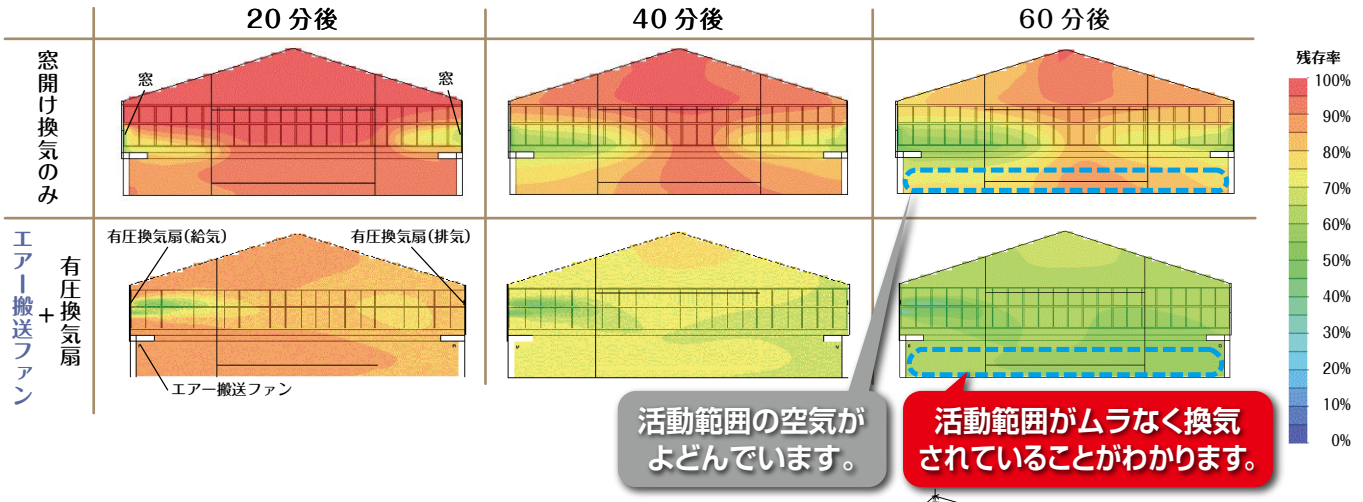 20分後
40分後
60分後
窓開け換気のみ
窓
窓
有圧換気扇
+
エアー搬送ファン
有圧換気扇(給気)
有圧換気扇(排気)
エアー搬送ファン
活動範囲の空気が
よどんでいます。
活動範囲がムラなく換気
されていることがわかります。
残存率
100%
90%
80%
70%
60%
50%
40%
30%
20%
10%
0%